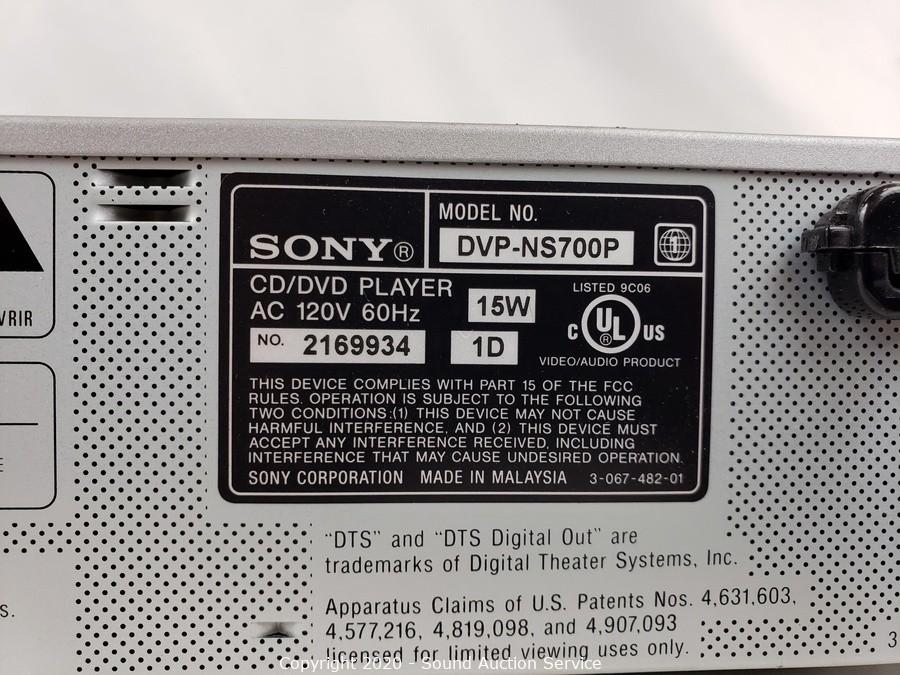 MODEL NO.
SONY® DVP-NS700P 1
CD/DVD PLAYER
AC 120V 60Hz 15W
NO. 2169934 1D
LISTED 9C06
C UL® US
VIDEO/AUDIO PRODUCT
THIS DEVICE COMPLIES WITH PART 15 OF THE FCC
RULES. OPERATION IS SUBJECT TO THE FOLLOWING
TWO CONDITIONS:(1) THIS DEVICE MAY NOT CAUSE
HARMFUL INTERFERENCE, AND (2) THIS DEVICE MUST
ACCEPT ANY INTERFERENCE RECEIVED, INCLUDING
INTERFERENCE THAT MAY CAUSE UNDESIRED OPERATION.
SONY CORPORATION MADE IN MALAYSIA 3-067-482-01
VRIR
E
S.
"DTS" and "DTS Digital Out" are
trademarks of Digital Theater Systems, Inc.
Apparatus Claims of U.S. Patents Nos. 4,631,603,
4,577,216, 4,819,098, and 4,907,093
licensed for limited viewing uses only.
3
Copyright 2020 - Sound Auction Service